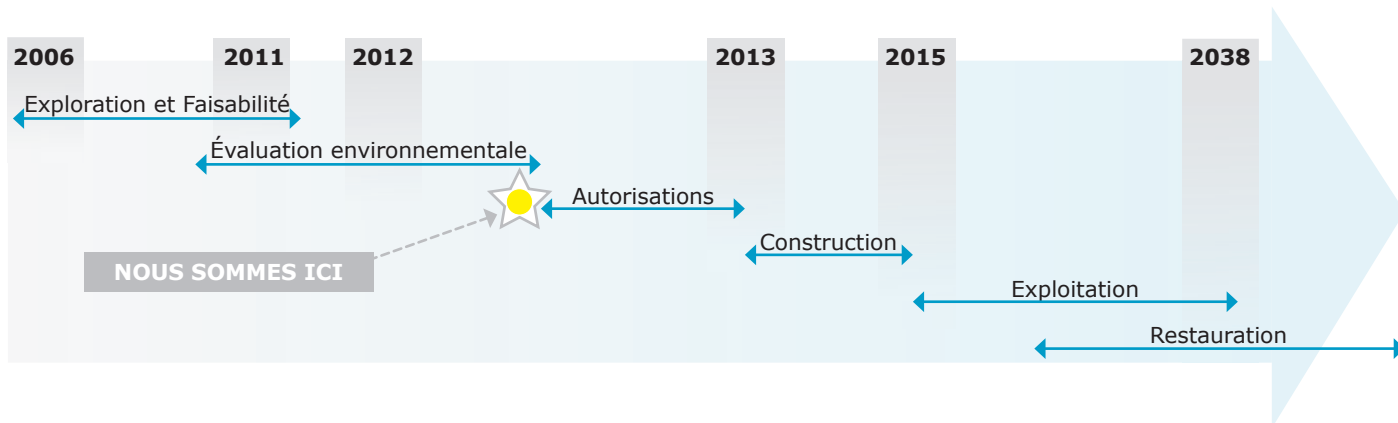 2006 2011 2012 2013 2015 2038
Exploration et Faisabilité
Évaluation environnementale
Autorisations
Construction
NOUS SOMMES ICI
Exploitation
Restauration